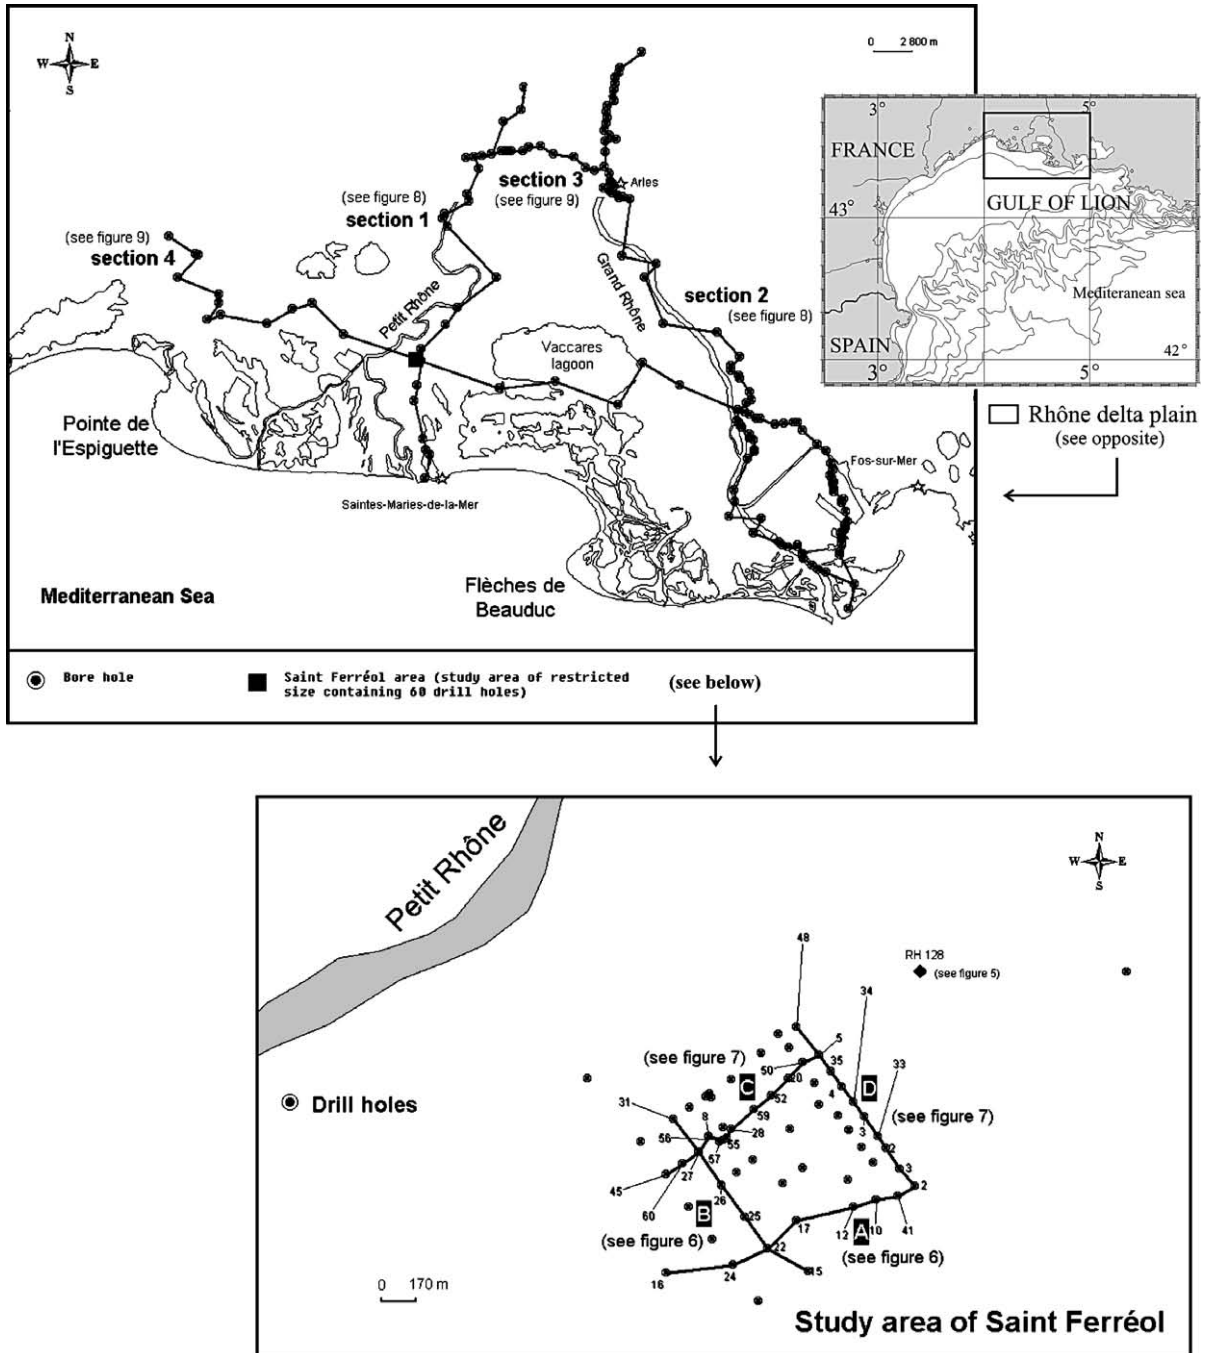 N
W E
S
0 2 800 m
3° 5°
FRANCE
43°
GULF OF LION
Mediteranean sea
SPAIN
42°
3° 5°
Rhône delta plain
(see opposite)
section 3
(see figure 9)
Arles
(see figure 8)
section 1
(see figure 9)
section 4
Petit Rhône
Grand Rhône
section 2
(see figure 8)
Vaccares
lagoon
Pointe de
l'Espiguette
Fos-sur-Mer
Saintes-Maries-de-la-Mer
Flèches de
Beauduc
Mediterranean Sea
Bore hole
Saint Ferréol area (study area of restricted
size containing 60 drill holes)
(see below)
Petit Rhône
N
W E
S
48
RH 128
(see figure 5)
34
5
(see figure 7)
50
35
33
20
4
D
C
52
31
59
3
(see figure 7)
8
28
56
55
2
57
27
3
45
26
2
60
B
25
17
12
10
41
A
(see figure 6)
(see figure 6)
22
24
15
16
Drill holes
0 170 m
Study area of Saint Ferréol